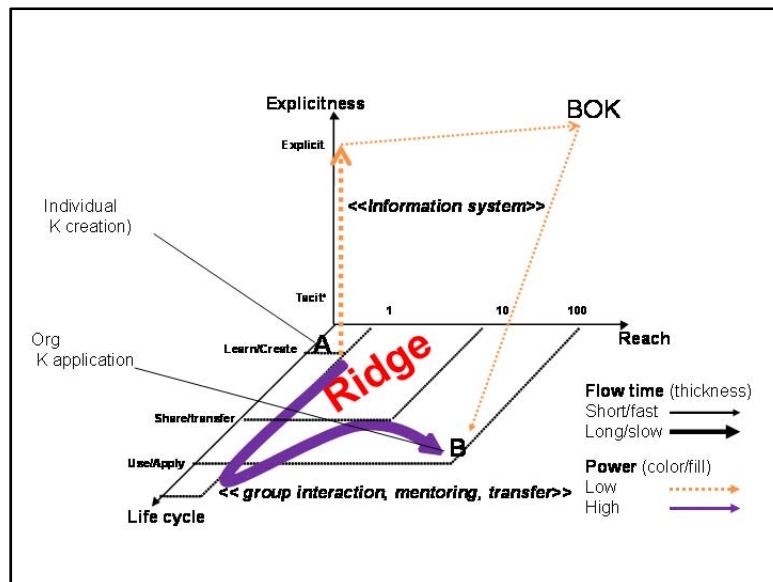 Explicitness
BOK
Explicit
Individual
K creation)
<<Information system>>
Tacit*
1
10
100
Org
K application
A
Reach
Learn/Create
Ridge
Flow time (thickness)
Short/fast
Long/slow
Share/transfer
B
Use/Apply
Power (color/fill)
Low
High
<< group interaction, mentoring, transfer>>
Life cycle